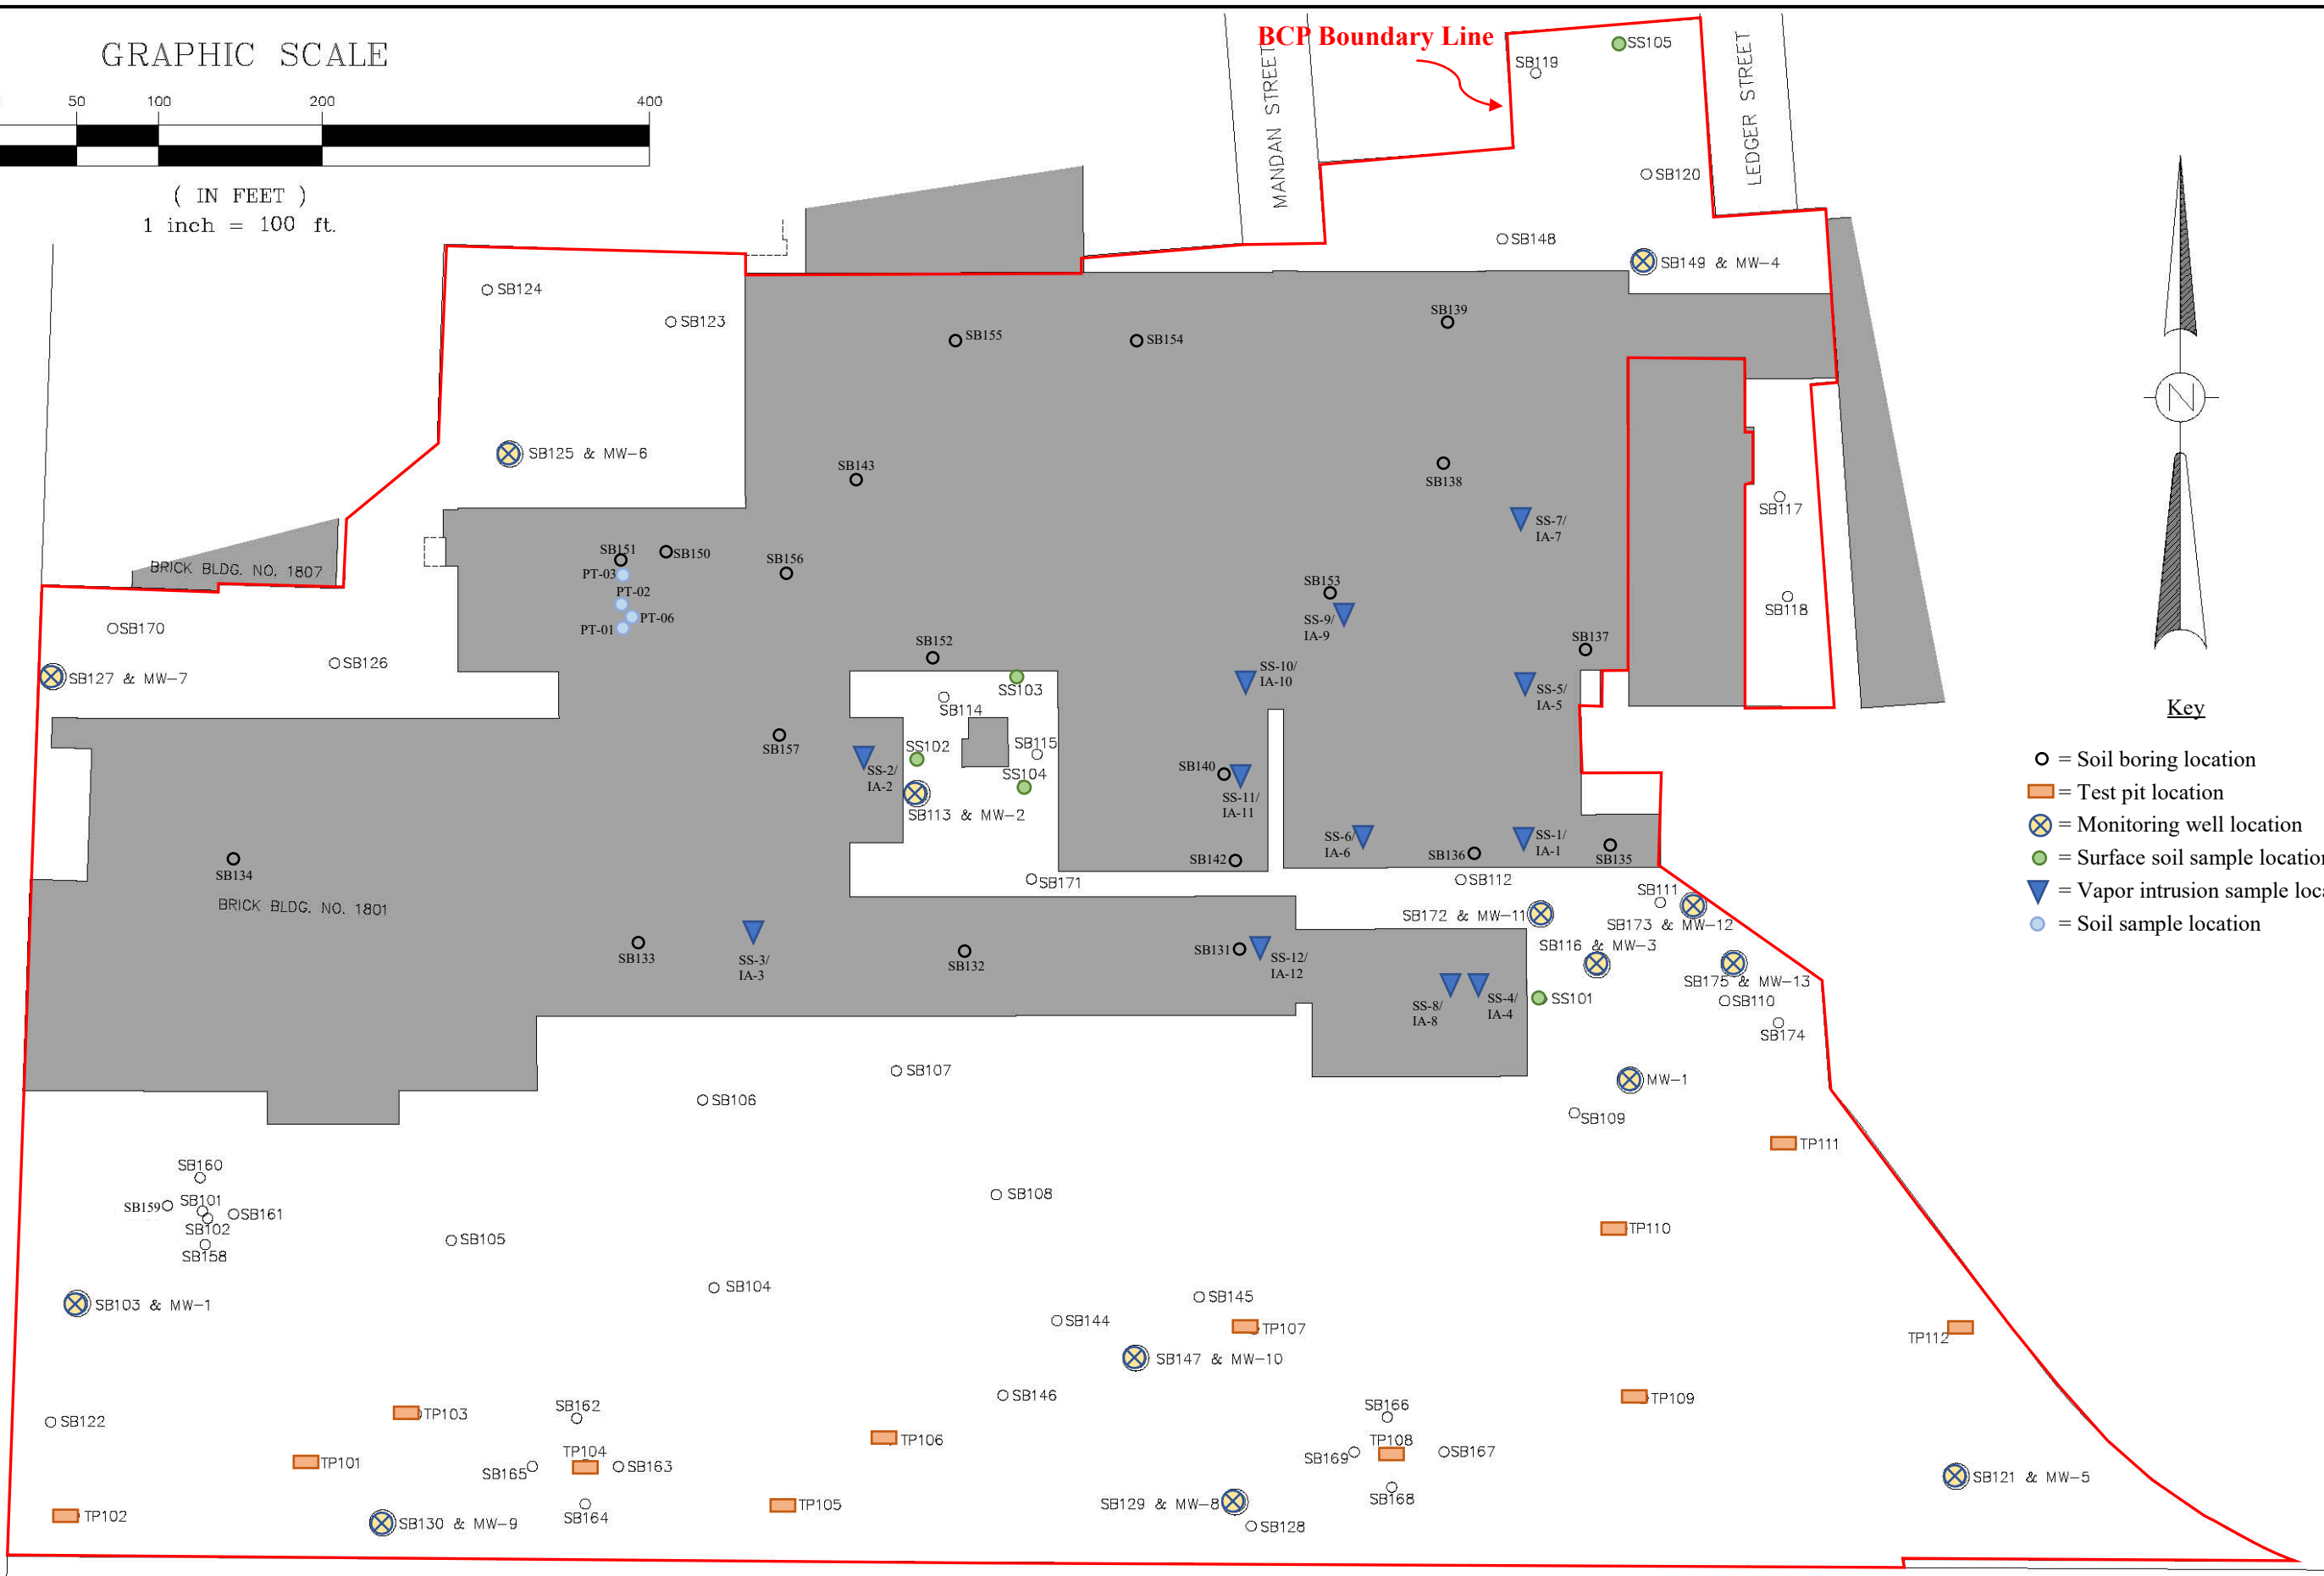 GRAPHIC SCALE
50 100 200 400
( IN FEET )
1 inch = 100 ft.
BCP Boundary Line
MANDAN STREET
LEDGER STREET
SS105
SB119
SB120
SB148
SB149 & MW-4
SB124
SB123
SB155
SB154
SB139
SB125 & MW-6
SB143
SB138
SB117
SS-7/
IA-7
SB151
SB150
SB156
PT-03
PT-02
PT-06
PT-01
BRICK BLDG. NO. 1807
SB153
SS-9/
IA-9
SB118
SB170
SB126
SB127 & MW-7
SB152
SB137
SS103
SB114
SS-10/
IA-10
SS-5/
IA-5
N
SB157
SS-2/
IA-2
SS102
SB115
SS104
SB113 & MW-2
SB140
SS-11/
IA-11
SS-6/
IA-6
SB136
SS-1/
IA-1
SB135
SB142
SB134
BRICK BLDG. NO. 1801
SB171
SB112
SB111
SB172 & MW-11
SB173 & MW-12
SB116 & MW-3
SB133
SS-3/
IA-3
SB132
SB131
SS-12/
IA-12
SS-8/
IA-8
SS-4/
IA-4
SS101
SB175 & MW-13
SB110
SB174
Key
= Soil boring location
= Test pit location
= Monitoring well location
= Surface soil sample location
= Vapor intrusion sample loca
= Soil sample location
SB107
SB106
MW-1
SB109
TP111
SB160
SB159
SB101
SB161
SB102
SB158
SB108
TP110
SB105
SB104
SB103 & MW-1
SB145
SB144
TP107
TP112
SB147 & MW-10
SB146
TP109
SB122
TP103
SB162
SB166
TP101
TP104
SB165
SB163
TP106
TP108
SB169
SB167
SB121 & MW-5
TP102
SB130 & MW-9
SB164
TP105
SB129 & MW-8
SB168
SB128